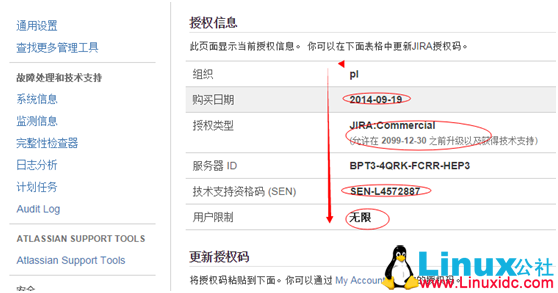 通用设置
查找更多管理工具
故障处理和技术支持
系统信息
监测信息
完整性检查器
日志分析
计划任务
Audit Log
ATLASSIAN SUPPORT TOOLS
Atlassian Support Tools
安全
授权信息
此页面显示当前授权信息。 你可以在下面表格中更新JIRA授权码。
组织 pl
购买日期 2014-09-19
授权类型 JIRA:Commercial
(允许在 2099-12-30 之前升级以及获得技术支持)
服务器 ID BPT3-4QRK-FCRR-HEP3
技术支持资格码 (SEN) SEN-L4572887
用户限制 无限
更新授权码
将授权码粘贴到下面。你可以通过 My Account 的授权码。
Linux公社
www.Linuxidc.com